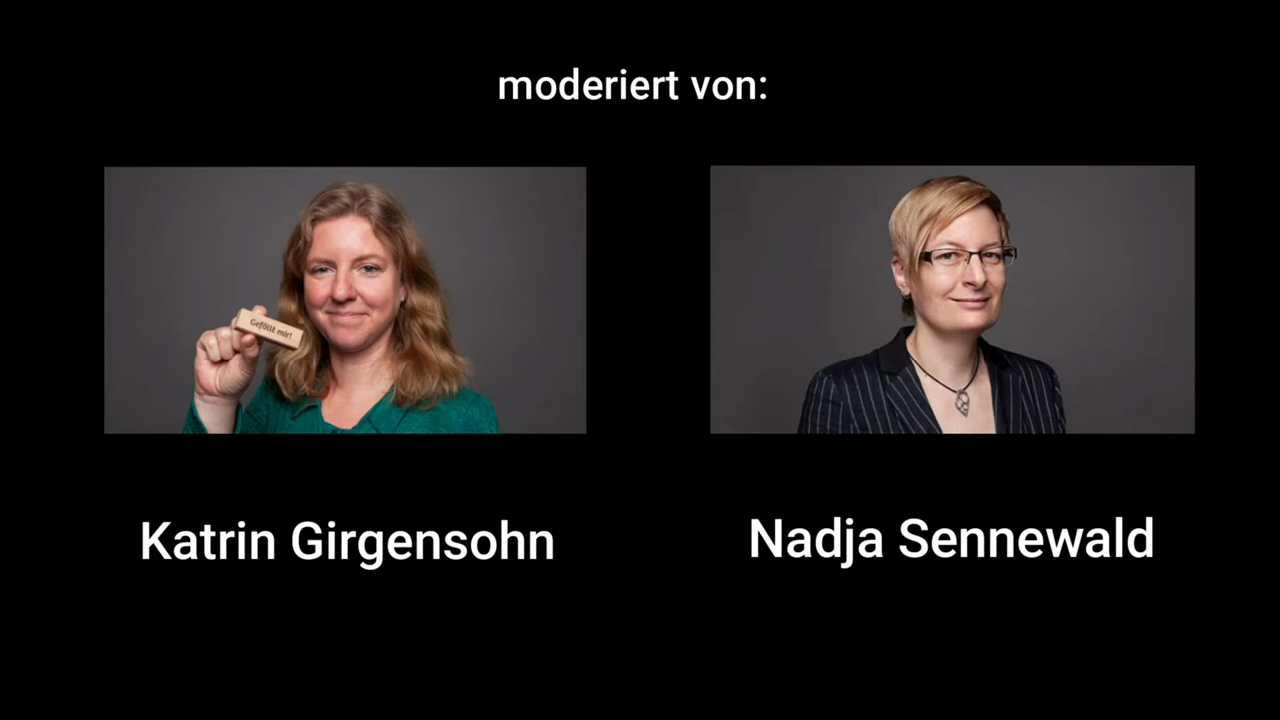 moderiert von:
Gefällt mir!
Katrin Girgensohn
Nadja Sennewald